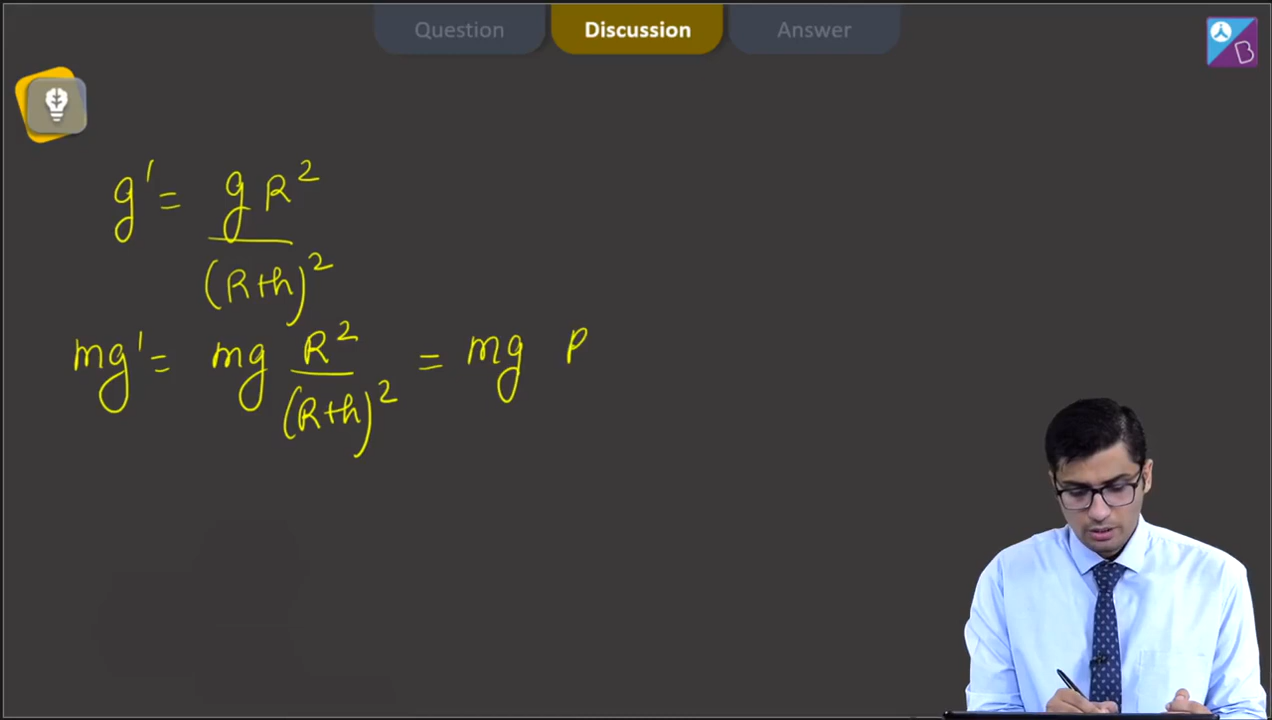 Question Discussion Answer
B
g' = gR²/(R+h)²
mg' = mg R²/(R+h)² = mg